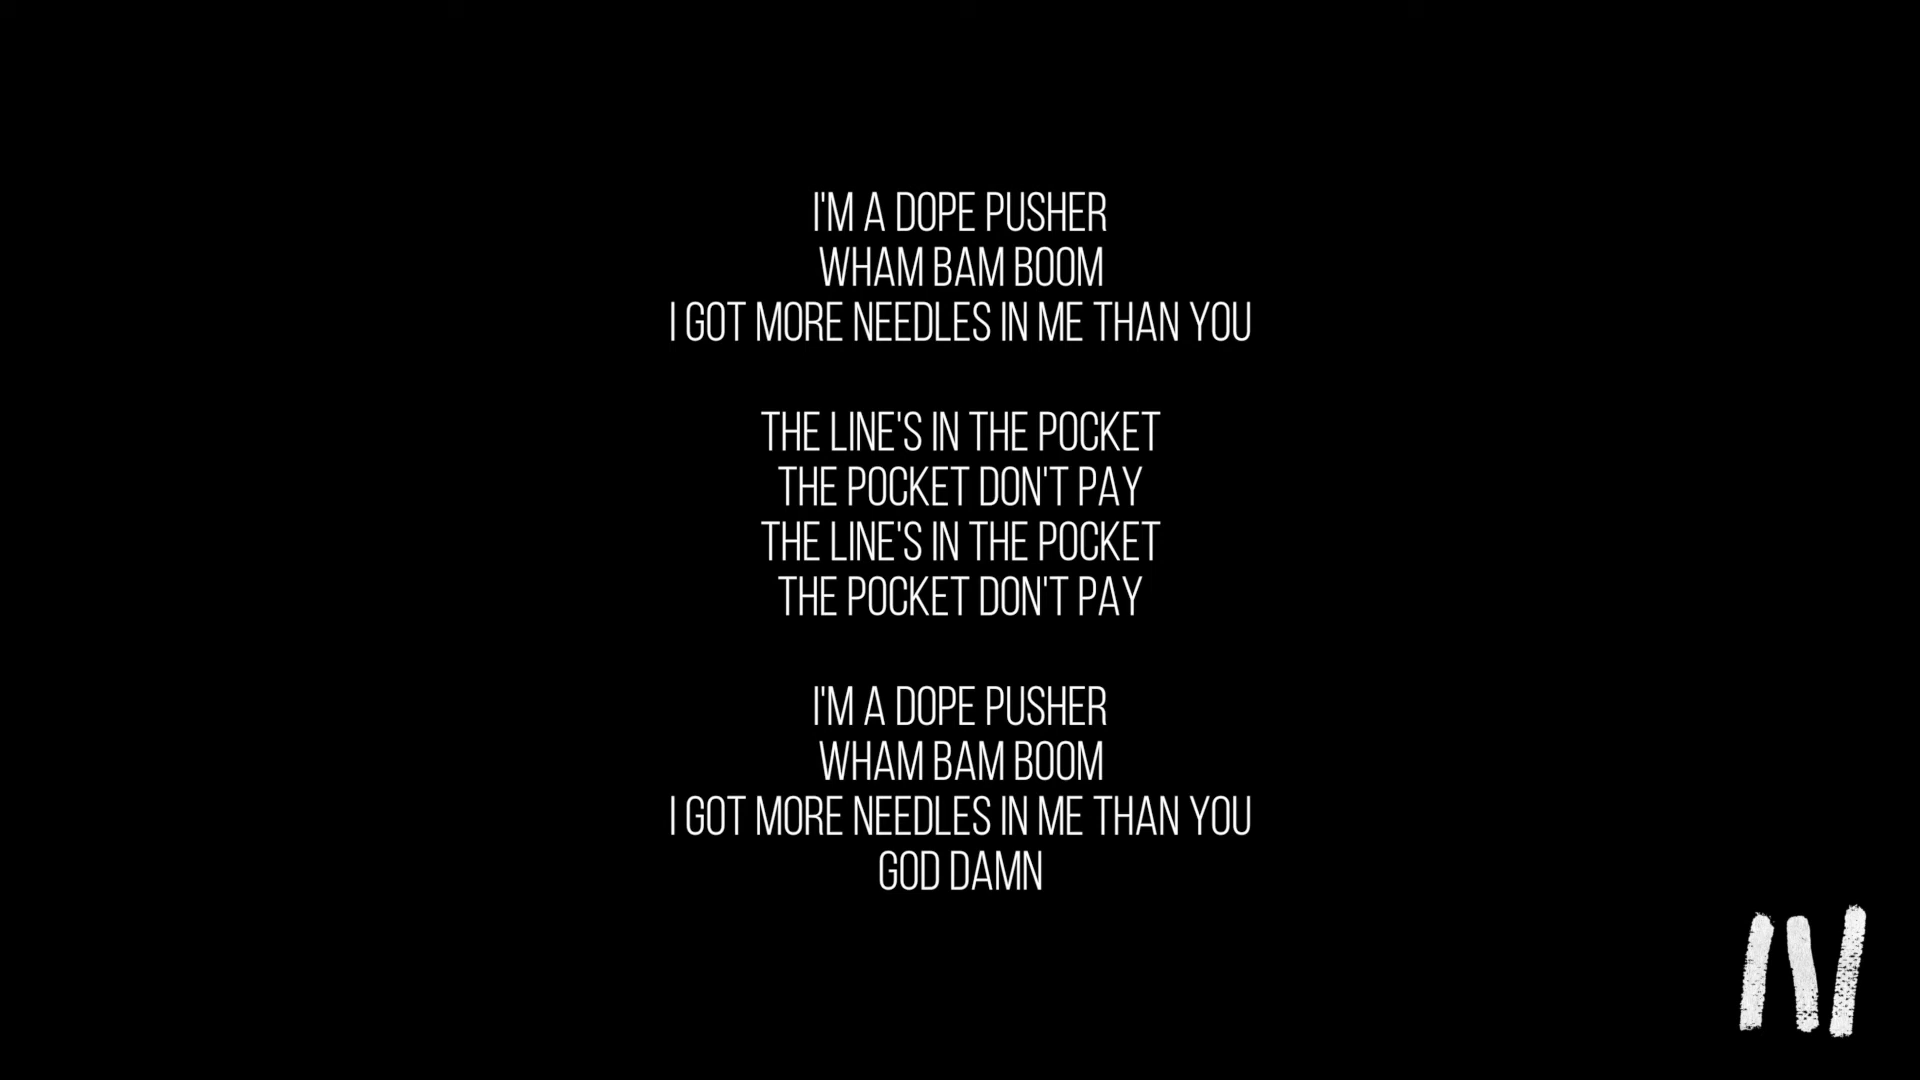 I'M A DOPE PUSHER
WHAM BAM BOOM
I GOT MORE NEEDLES IN ME THAN YOU
THE LINE'S IN THE POCKET
THE POCKET DON'T PAY
THE LINE'S IN THE POCKET
THE POCKET DON'T PAY
I'M A DOPE PUSHER
WHAM BAM BOOM
I GOT MORE NEEDLES IN ME THAN YOU
GOD DAMN